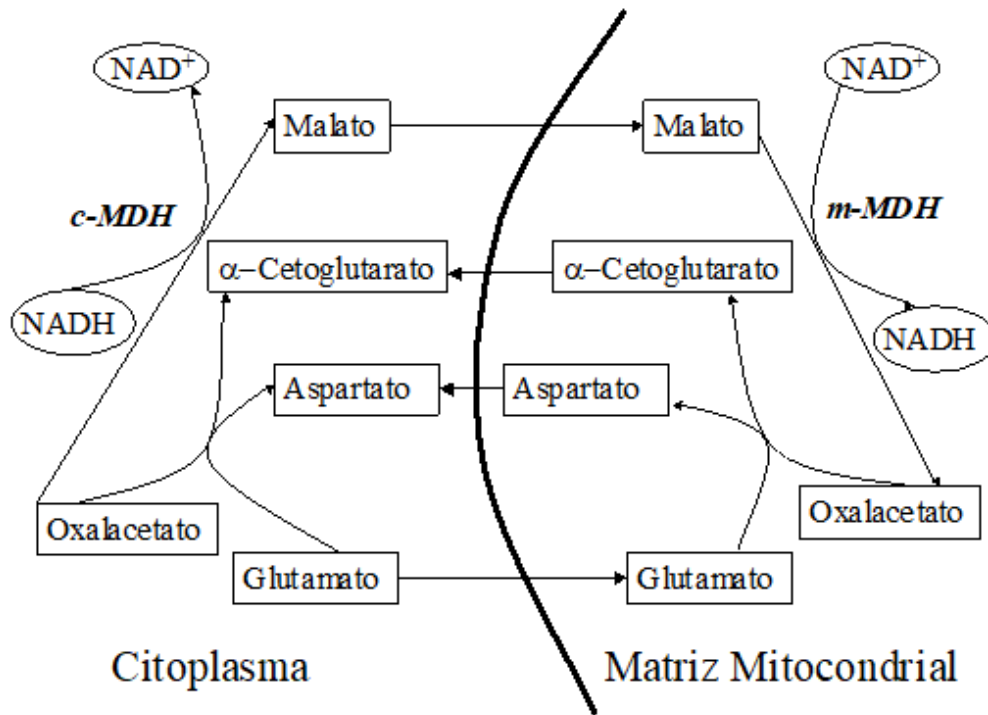 NAD⁺
NAD⁺
Malato
Malato
c-MDH
m-MDH
α–Cetoglutarato
α–Cetoglutarato
NADH
NADH
Aspartato
Aspartato
Oxalacetato
Oxalacetato
Glutamato
Glutamato
Citoplasma
Matriz Mitocondrial